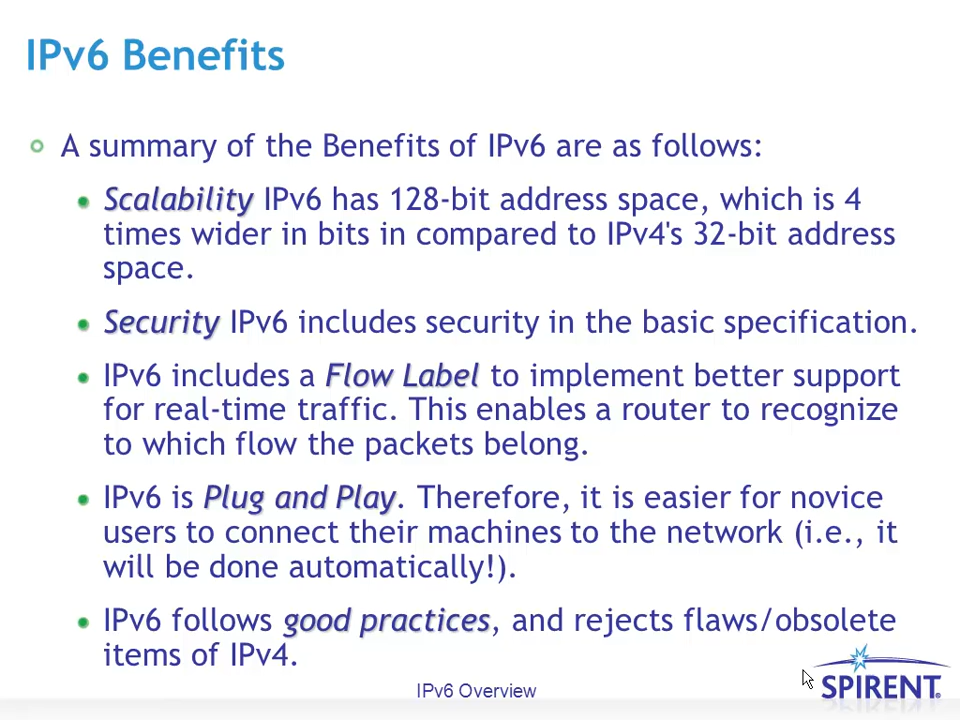 IPv6 Benefits
A summary of the Benefits of IPv6 are as follows:
Scalability IPv6 has 128-bit address space, which is 4
times wider in bits in compared to IPv4's 32-bit address
space.
Security IPv6 includes security in the basic specification.
IPv6 includes a Flow Label to implement better support
for real-time traffic. This enables a router to recognize
to which flow the packets belong.
IPv6 is Plug and Play. Therefore, it is easier for novice
users to connect their machines to the network (i.e., it
will be done automatically!).
IPv6 follows good practices, and rejects flaws/obsolete
items of IPv4.
IPv6 Overview
SPIRENT®